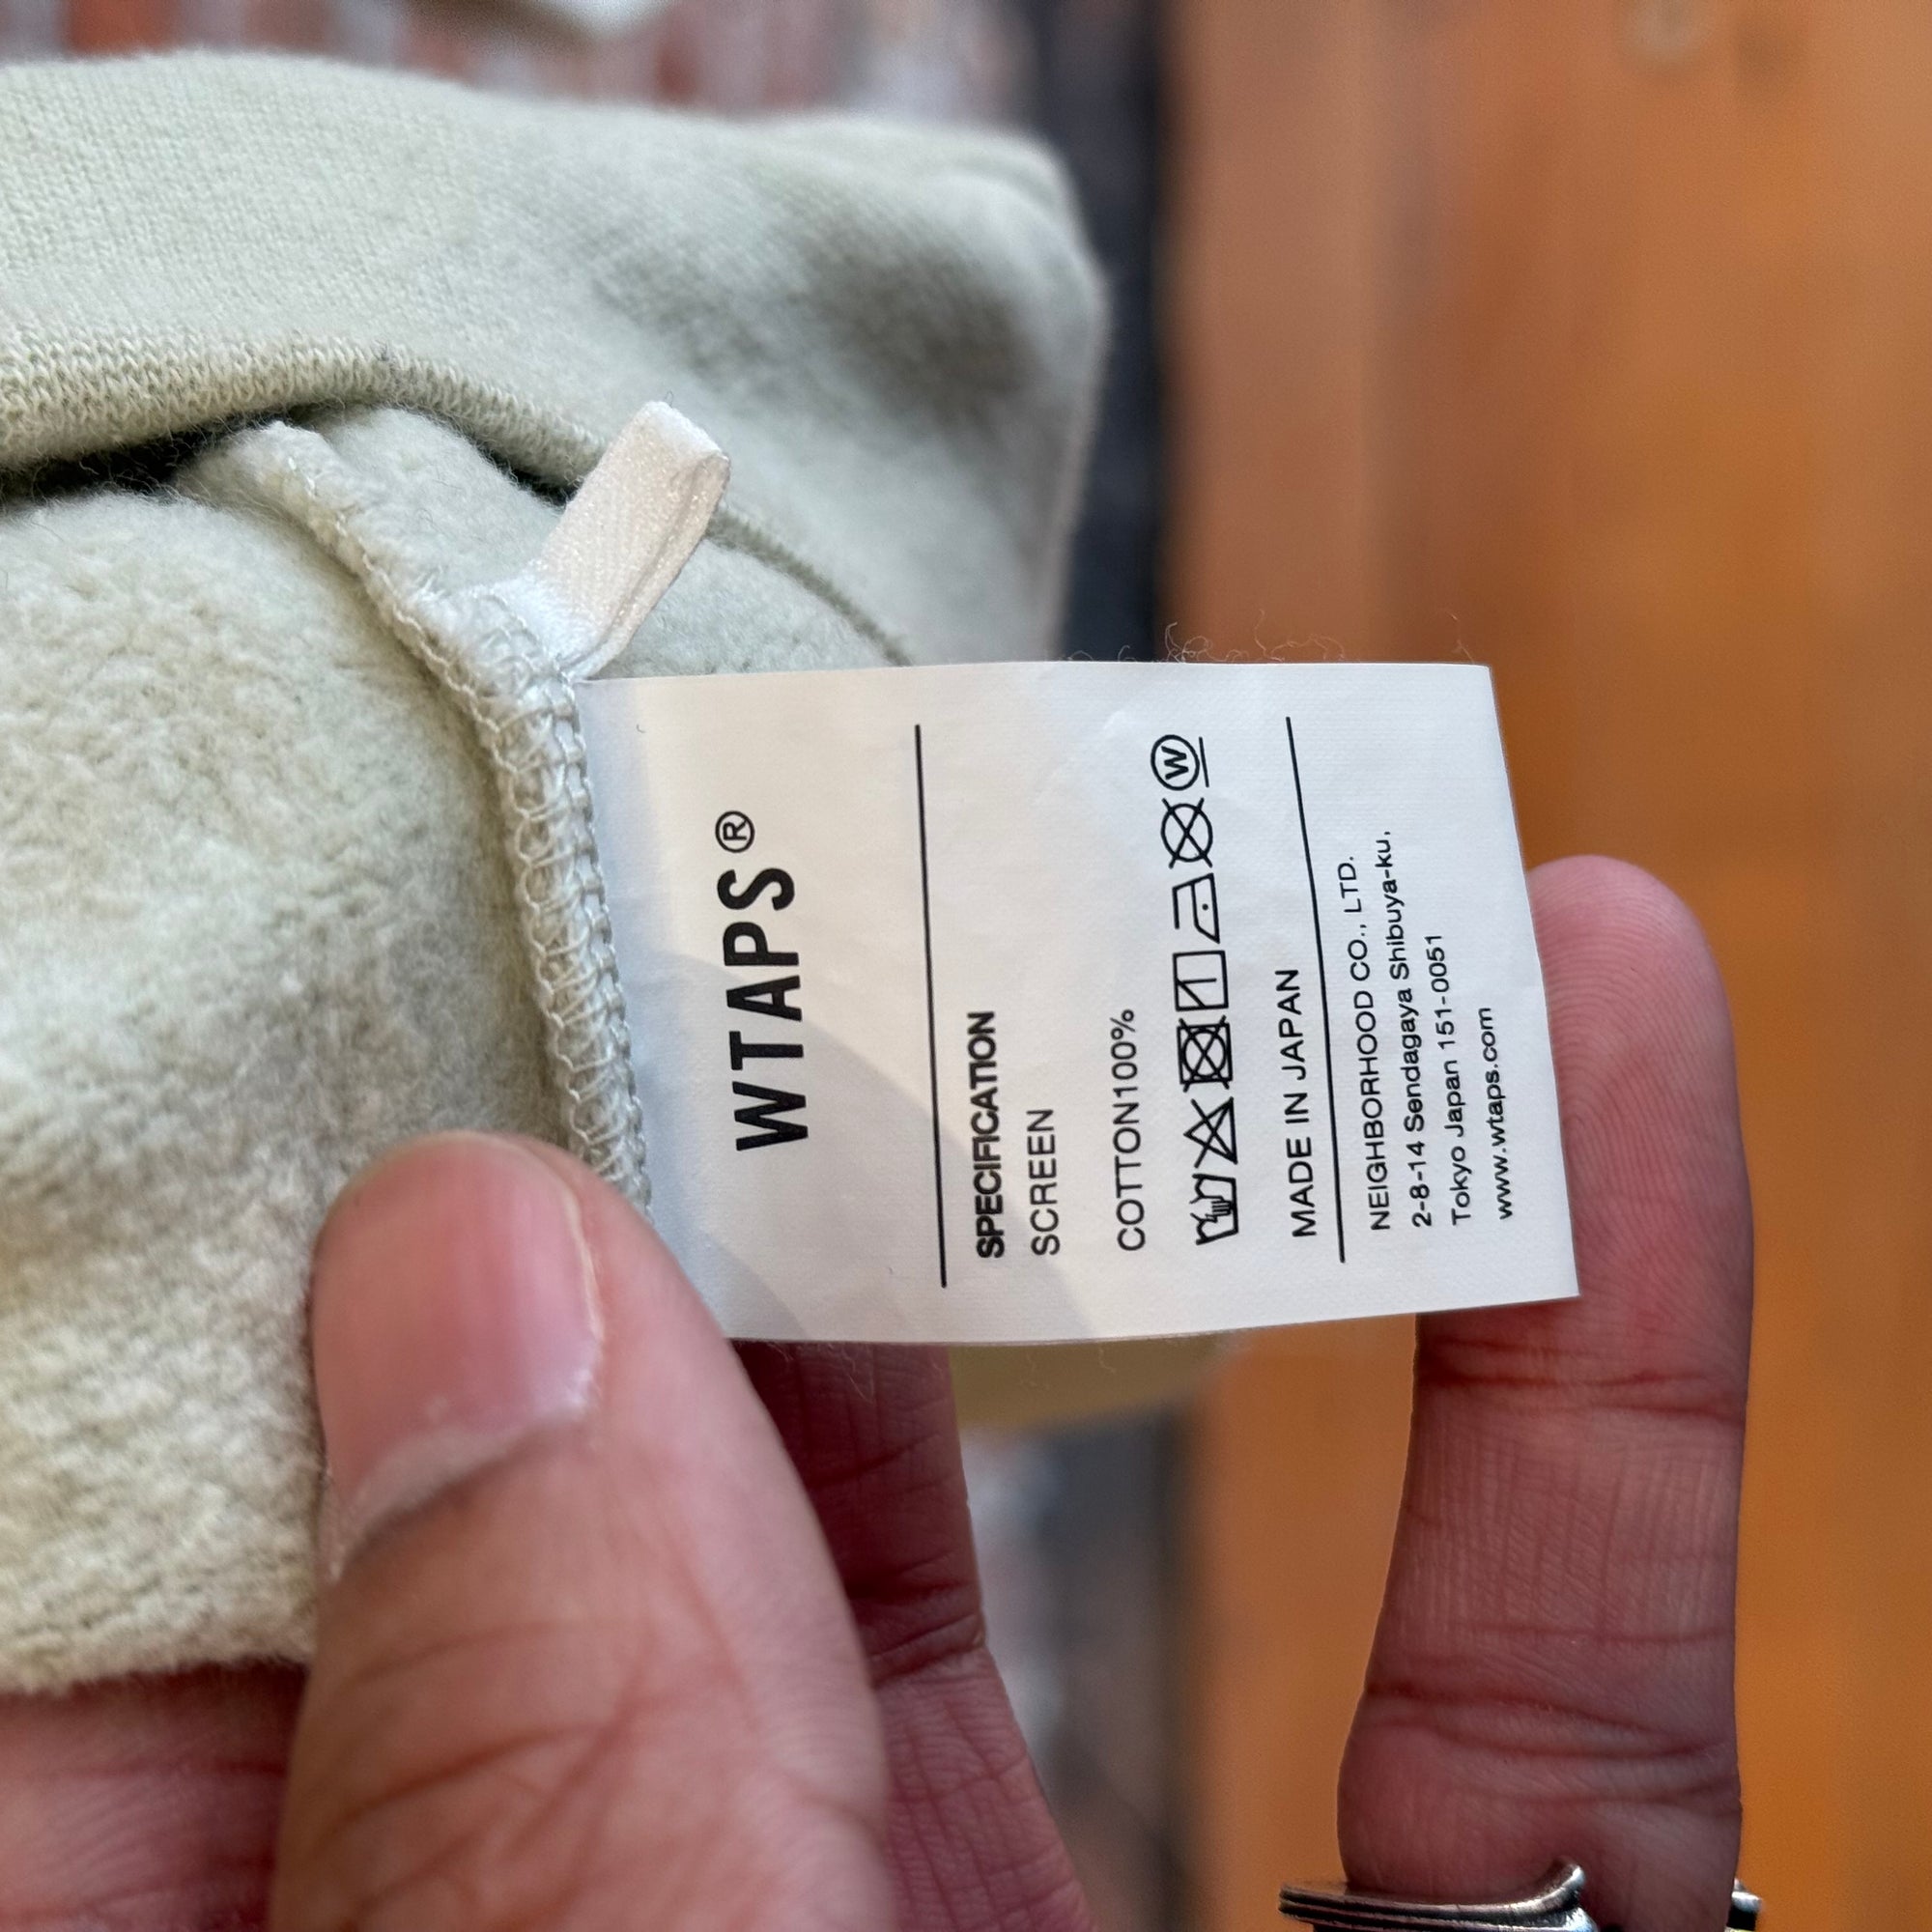 WTAPS®
SPECIFICATION
SCREEN
COTTON100%
W
MADE IN JAPAN
NEIGHBORHOOD CO., LTD.
2-8-14 Sendagaya Shibuya-ku,
Tokyo Japan 151-0051
www.wtaps.com